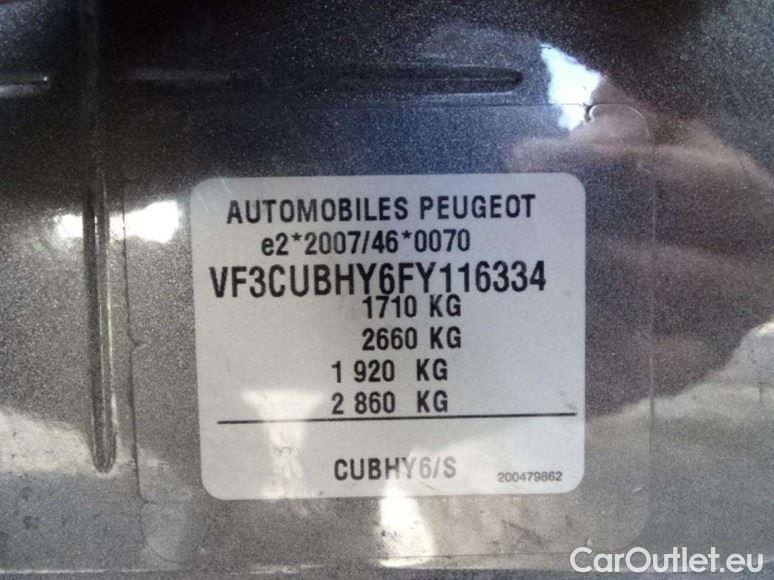 AUTOMOBILES PEUGEOT
e2*2007/46*0070
VF3CUBHY6FY116334
1710 KG
2660 KG
1 920 KG
2 860 KG
CUBHY6/S
200479862
CarOutlet.eu